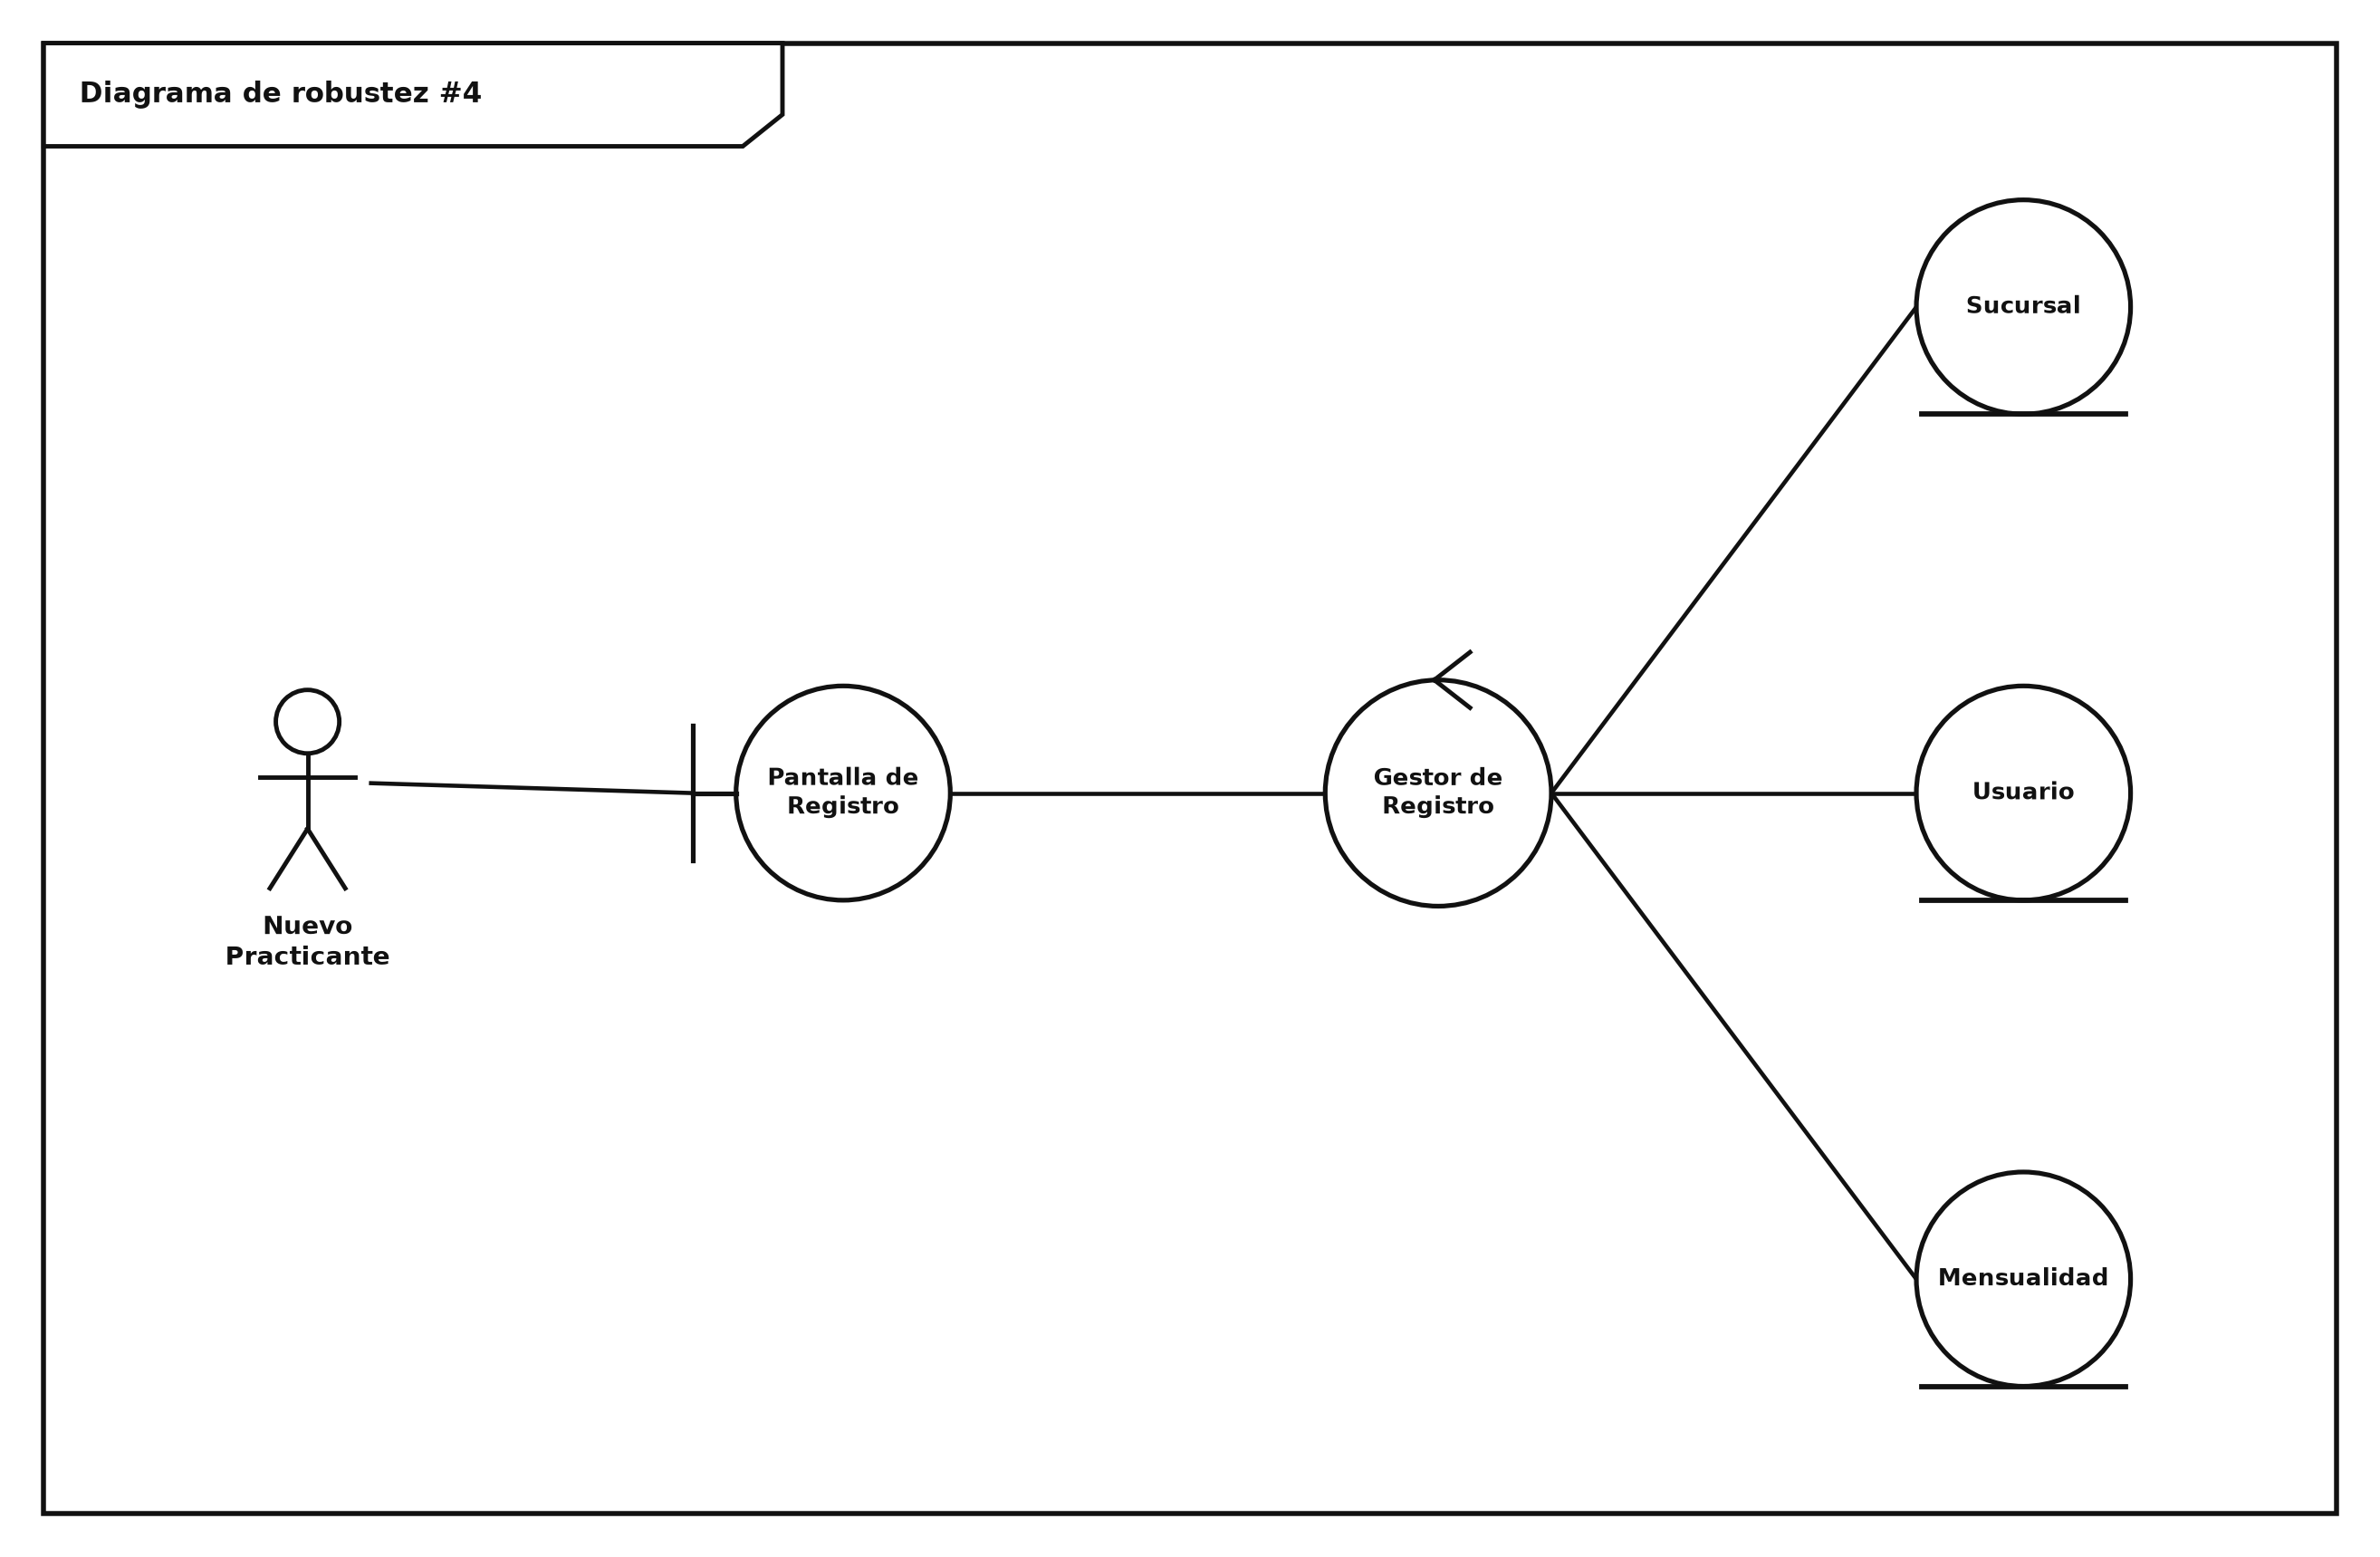 Diagrama de robustez #4
Nuevo
Practicante
Pantalla de
Registro
Gestor de
Registro
Sucursal
Usuario
Mensualidad